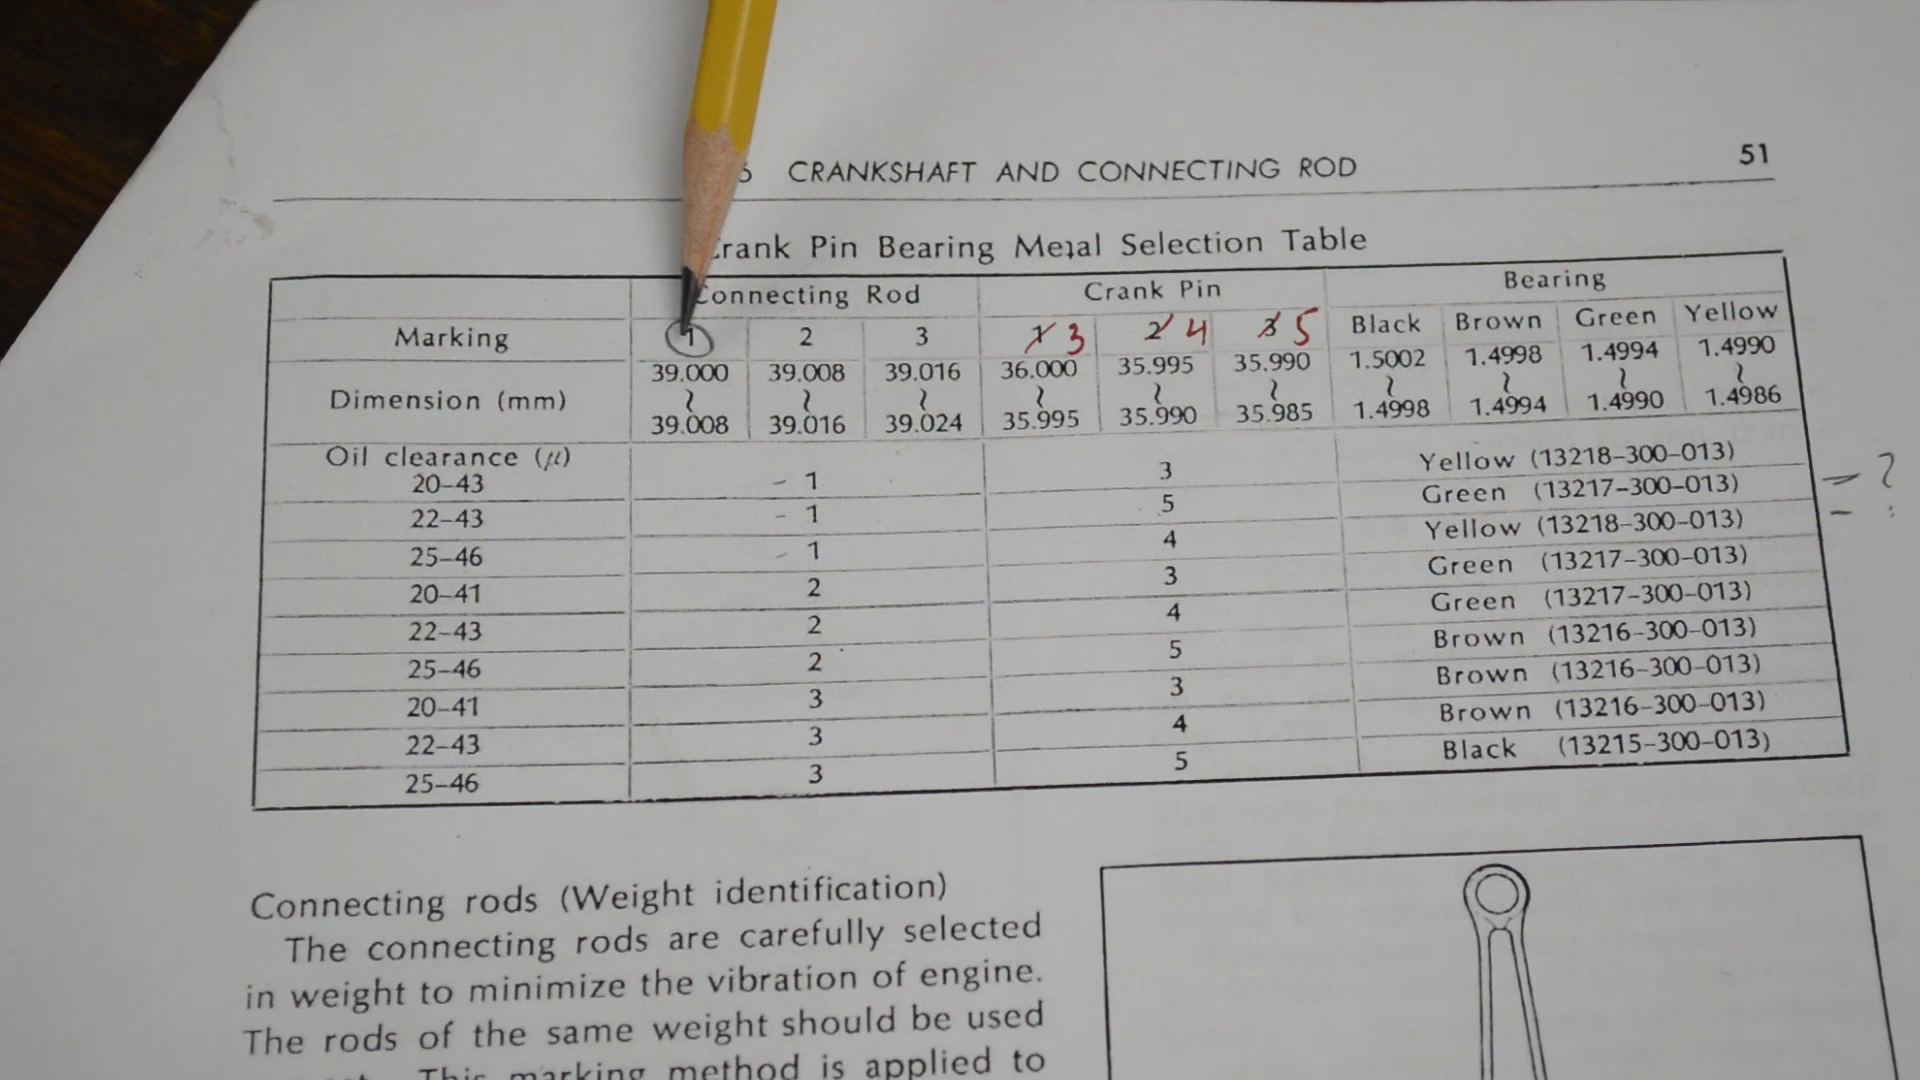 CRANKSHAFT AND CONNECTING ROD 51
Crank Pin Bearing Metal Selection Table
Connecting Rod Crank Pin Bearing
Marking 1 2 3 1 3 2 4 3 5 Black Brown Green Yellow
Dimension (mm) 39.000 ~ 39.008 39.008 ~ 39.016 39.016 ~ 39.024 36.000 ~ 35.995 35.995 ~ 35.990 35.990 ~ 35.985 1.5002 ~ 1.4998 1.4998 ~ 1.4994 1.4994 ~ 1.4990 1.4990 ~ 1.4986
Oil clearance (μ)
20–43 – 1 3 Yellow (13218–300–013)
22–43 – 1 5 Green (13217–300–013) – ?
25–46 – 1 4 Yellow (13218–300–013) –
20–41 2 3 Green (13217–300–013)
22–43 2 4 Green (13217–300–013)
25–46 2 5 Brown (13216–300–013)
20–41 3 3 Brown (13216–300–013)
22–43 3 4 Brown (13216–300–013)
25–46 3 5 Black (13215–300–013)
Connecting rods (Weight identification)
The connecting rods are carefully selected
in weight to minimize the vibration of engine.
The rods of the same weight should be used
This marking method is applied to